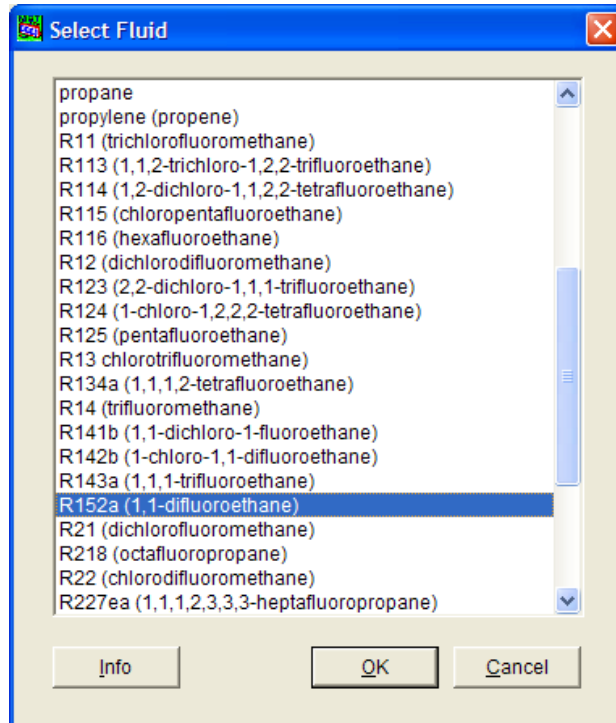 Select Fluid
propane
propylene (propene)
R11 (trichlorofluoromethane)
R113 (1,1,2-trichloro-1,2,2-trifluoroethane)
R114 (1,2-dichloro-1,1,2,2-tetrafluoroethane)
R115 (chloropentafluoroethane)
R116 (hexafluoroethane)
R12 (dichlorodifluoromethane)
R123 (2,2-dichloro-1,1,1-trifluoroethane)
R124 (1-chloro-1,2,2,2-tetrafluoroethane)
R125 (pentafluoroethane)
R13 chlorotrifluoromethane)
R134a (1,1,1,2-tetrafluoroethane)
R14 (trifluoromethane)
R141b (1,1-dichloro-1-fluoroethane)
R142b (1-chloro-1,1-difluoroethane)
R143a (1,1,1-trifluoroethane)
R152a (1,1-difluoroethane)
R21 (dichlorofluoromethane)
R218 (octafluoropropane)
R22 (chlorodifluoromethane)
R227ea (1,1,1,2,3,3,3-heptafluoropropane)
Info OK Cancel